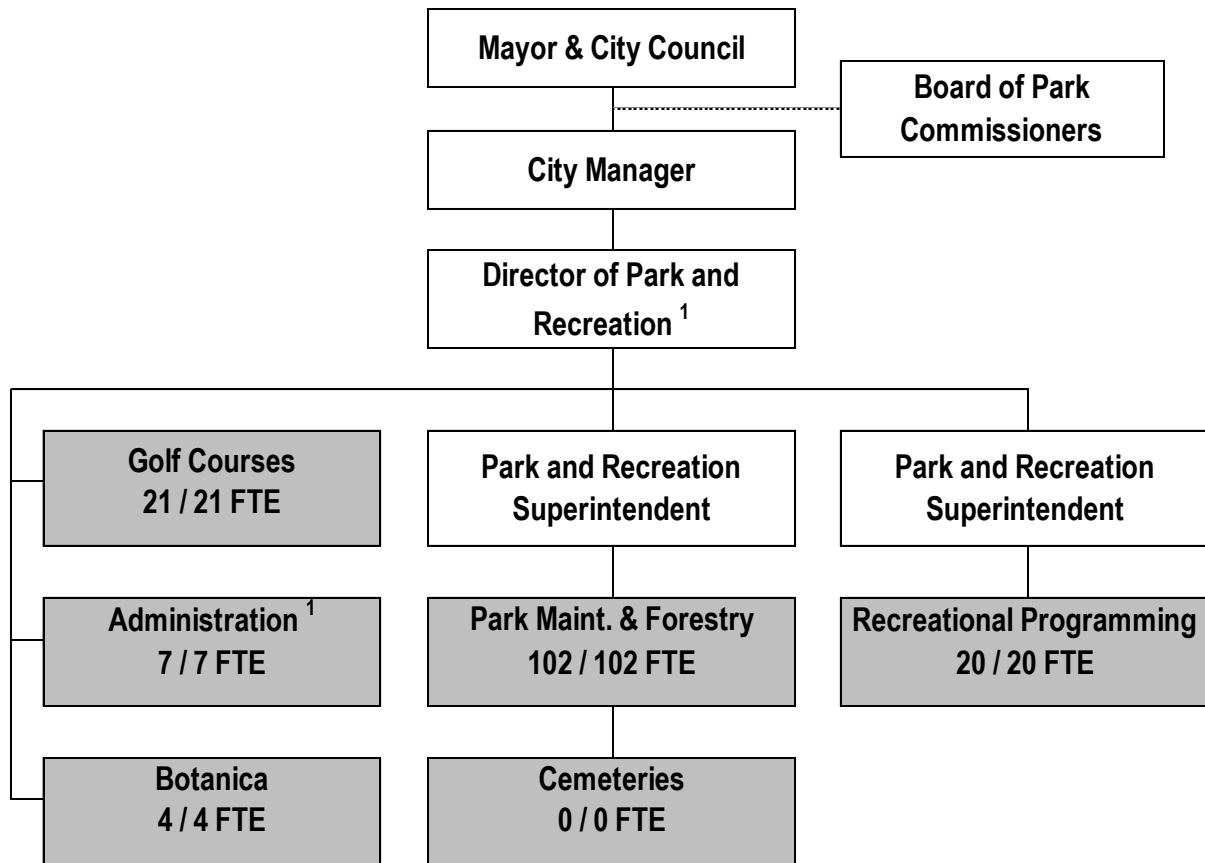 Mayor & City Council
Board of Park
Commissioners
City Manager
Director of Park and
Recreation 1
Golf Courses
21 / 21 FTE
Park and Recreation
Superintendent
Park and Recreation
Superintendent
Administration 1
7 / 7 FTE
Park Maint. & Forestry
102 / 102 FTE
Recreational Programming
20 / 20 FTE
Botanica
4 / 4 FTE
Cemeteries
0 / 0 FTE